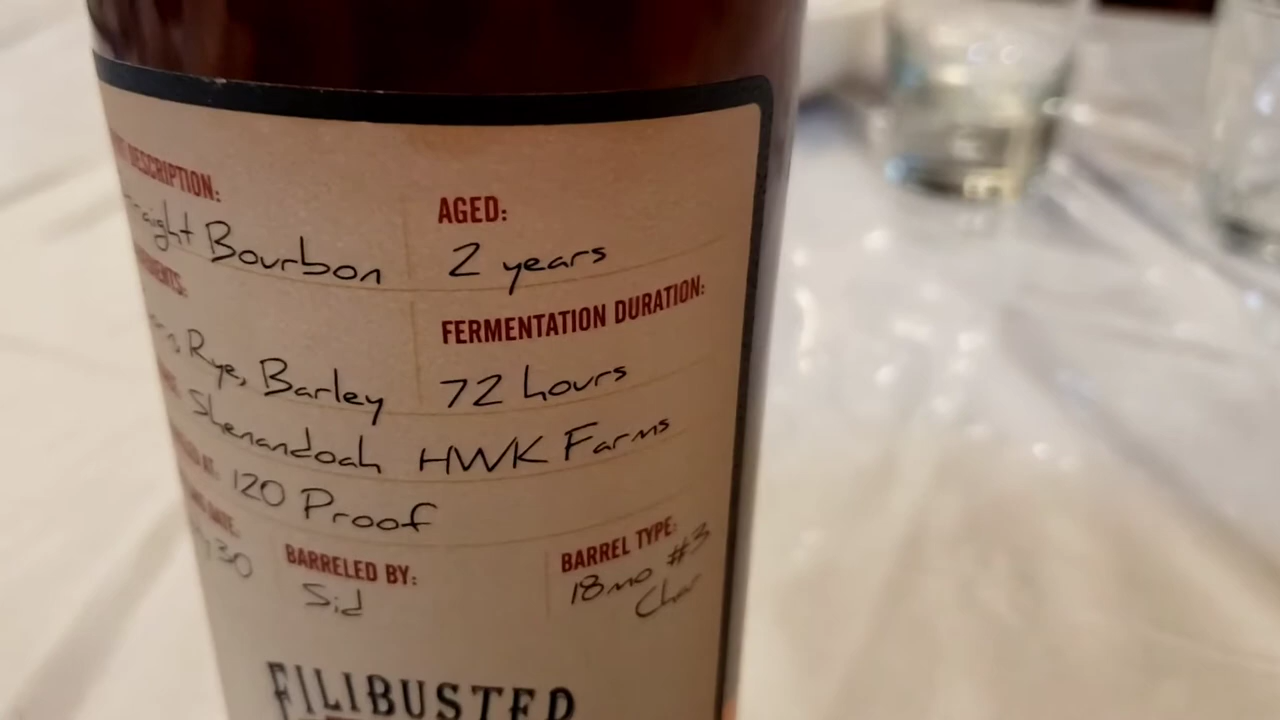 DESCRIPTION:
Bourbon
AGED:
2 years
Rye, Barley
FERMENTATION DURATION:
72 hours
Shenandoah HWK Farms
120 Proof
30
BARRELED BY:
Sid
BARREL TYPE:
18mo #3
Char